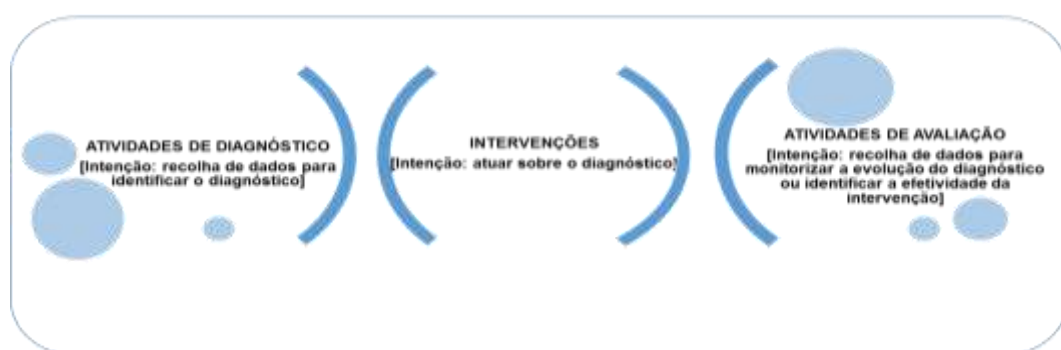 ATIVIDADES DE DIAGNÓSTICO
[Intenção: recolha de dados para
identificar o diagnóstico]
INTERVENÇÕES
[Intenção: atuar sobre o diagnóstico]
ATIVIDADES DE AVALIAÇÃO
[Intenção: recolha de dados para
monitorizar a evolução do diagnóstico
ou identificar a efetividade da
intervenção]